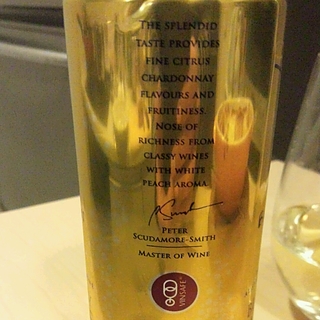 THE SPLENDID
TASTE PROVIDES
FINE CITRUS
CHARDONNAY
FLAVOURS AND
FRUITINESS.
NOSE OF
RICHNESS FROM
CLASSY WINES
WITH WHITE
PEACH AROMA
PETER
SCUDAMORE-SMITH
MASTER OF WINE
VINSAFE